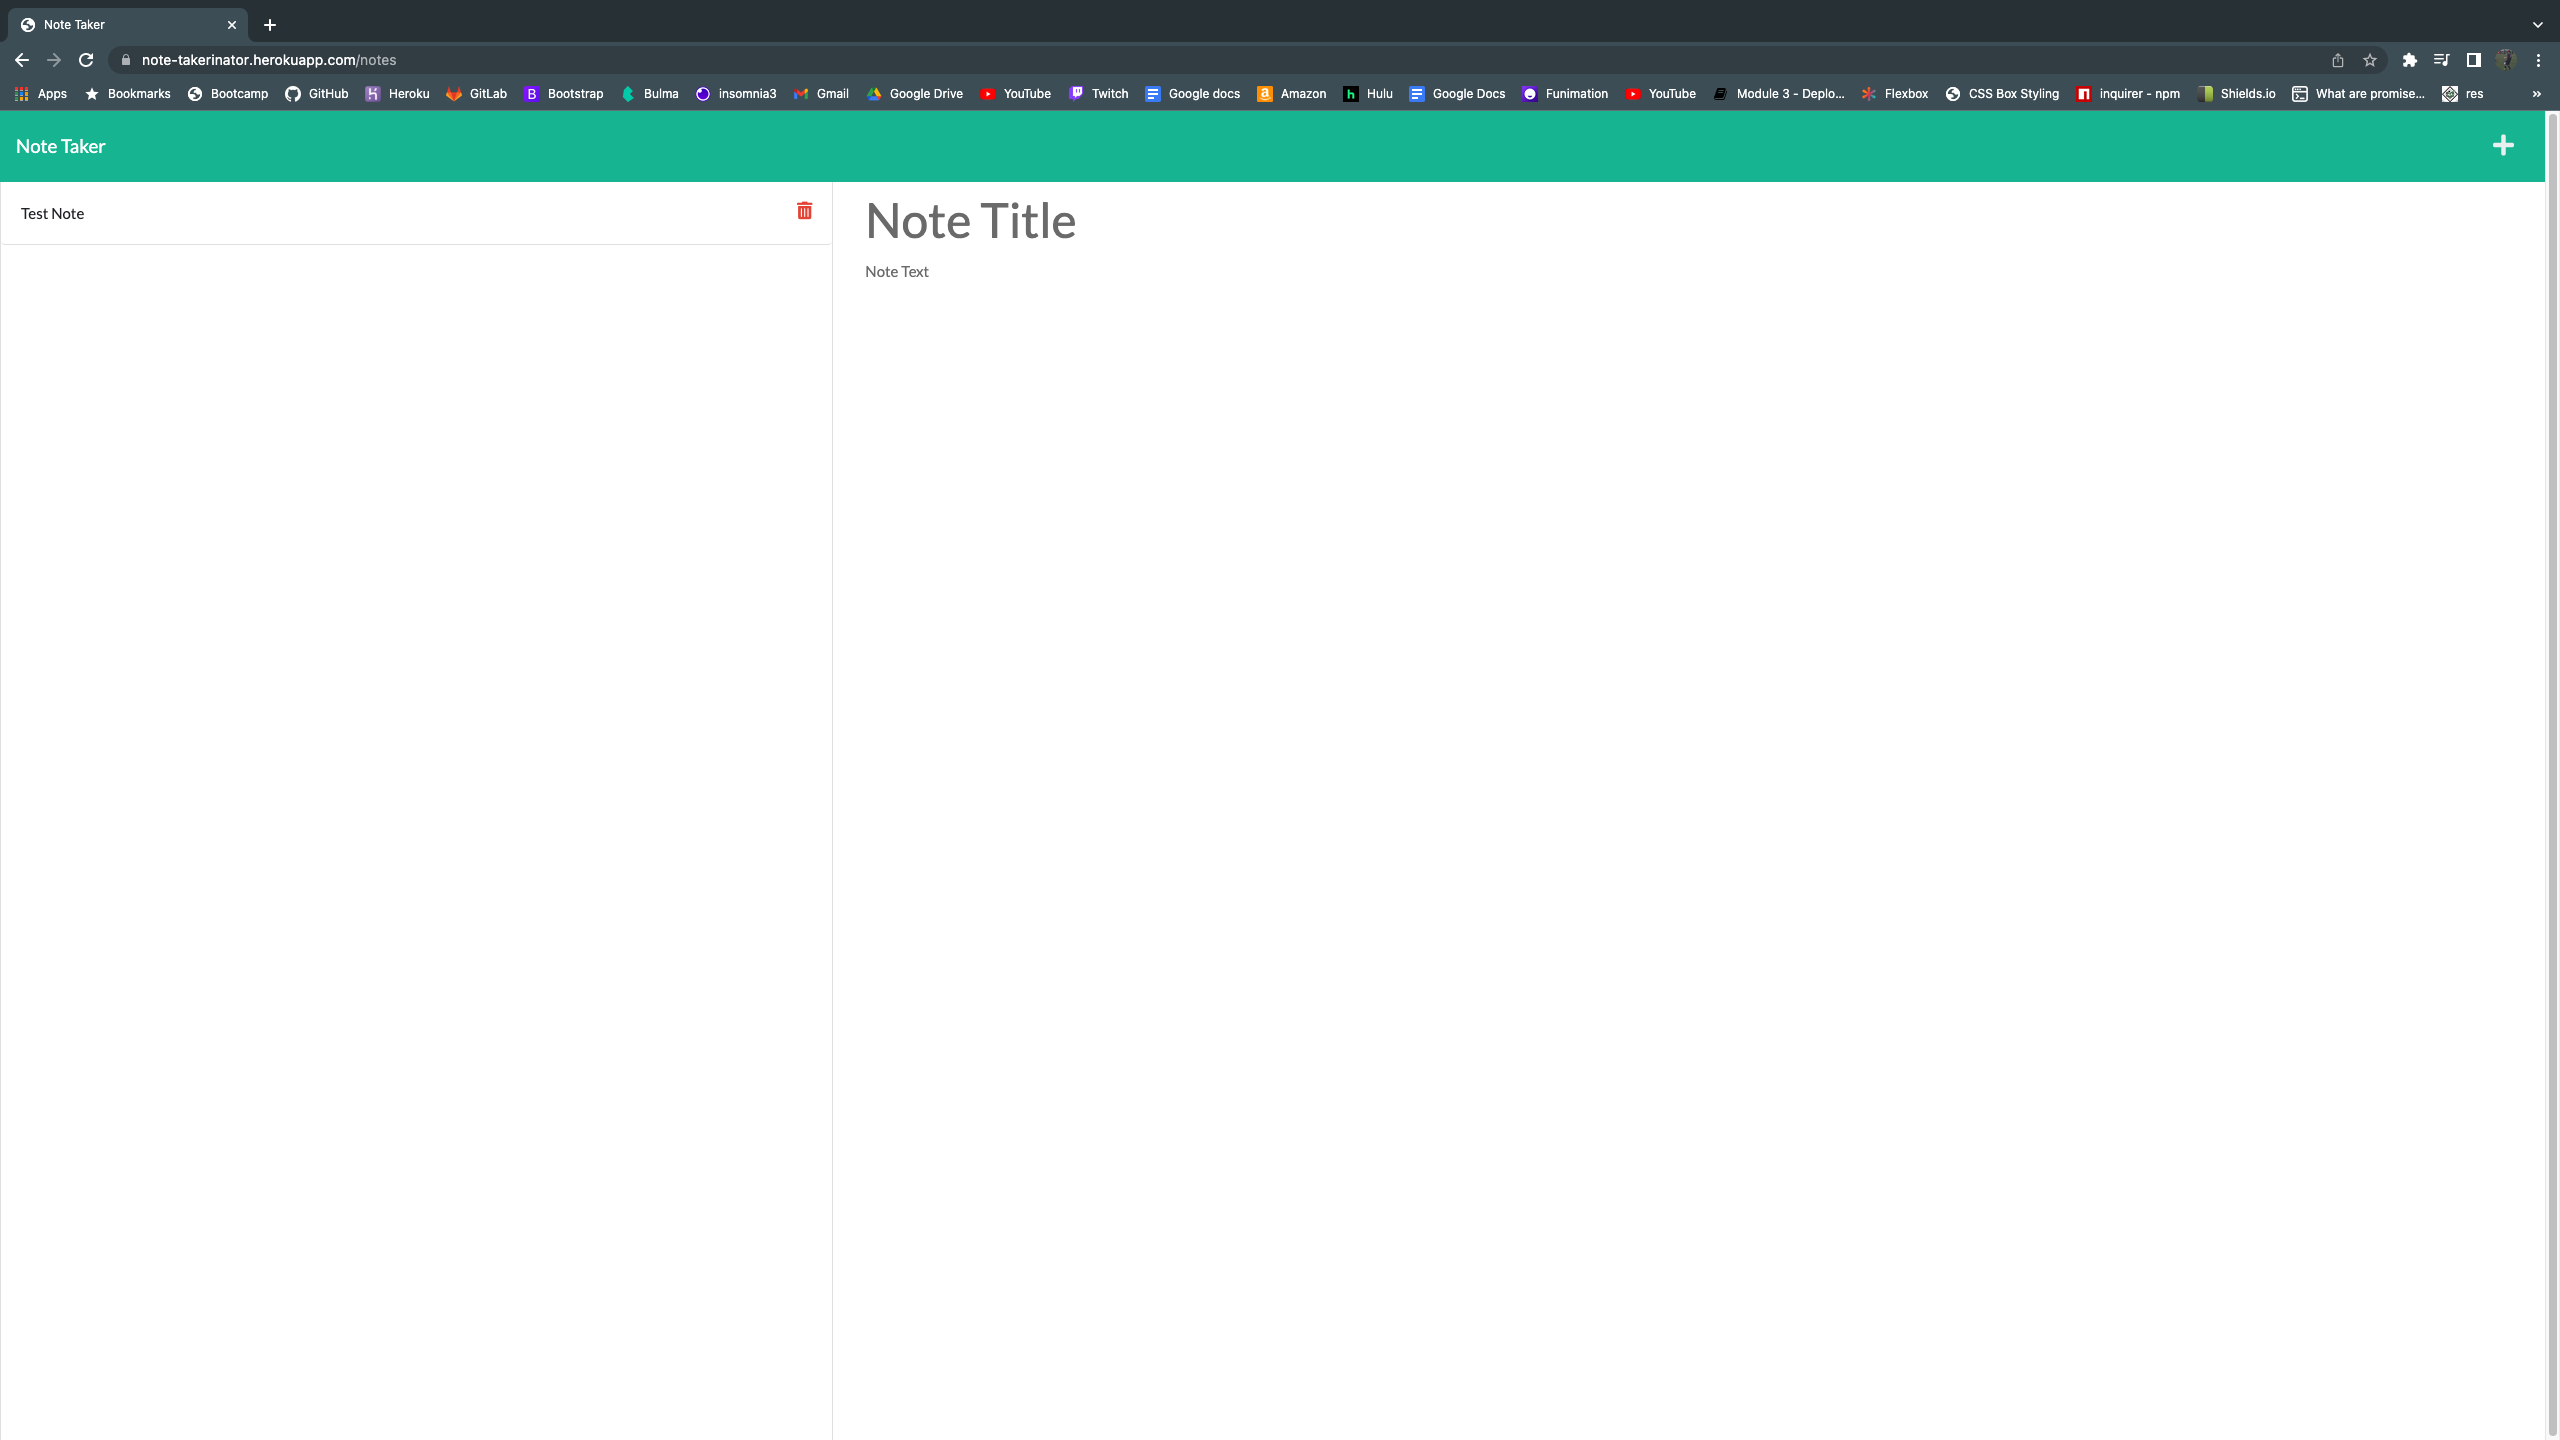 Note Taker
note-takerinator.herokuapp.com/notes
Apps Bookmarks Bootcamp GitHub Heroku GitLab Bootstrap Bulma insomnia3 Gmail Google Drive YouTube Twitch Google docs Amazon Hulu Google Docs Funimation YouTube Module 3 - Deplo... Flexbox CSS Box Styling inquirer - npm Shields.io What are promise... res »
Note Taker
Test Note
Note Title
Note Text